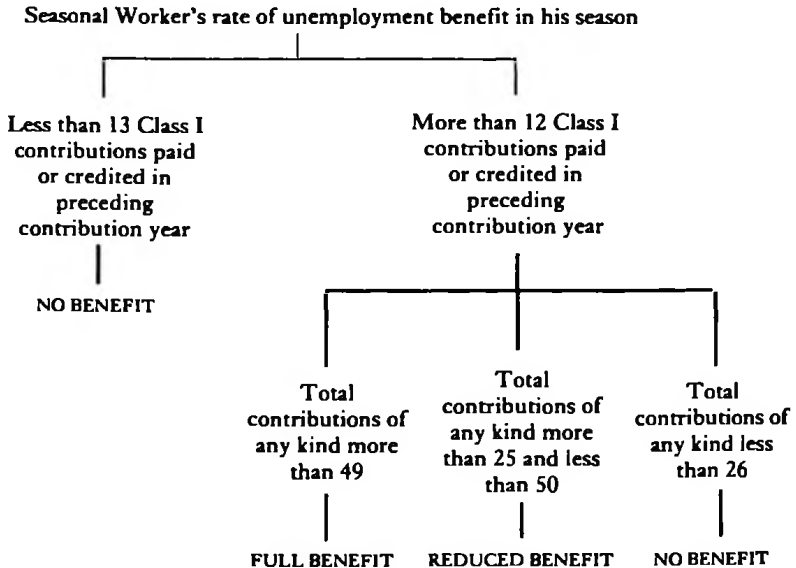 Seasonal Worker's rate of unemployment benefit in his season
Less than 13 Class I
contributions paid
or credited in
preceding
contribution year
NO BENEFIT
More than 12 Class I
contributions paid
or credited in
preceding
contribution year
Total
contributions of
any kind more
than 49
FULL BENEFIT
Total
contributions of
any kind more
than 25 and less
than 50
REDUCED BENEFIT
Total
contributions of
any kind less
than 26
NO BENEFIT